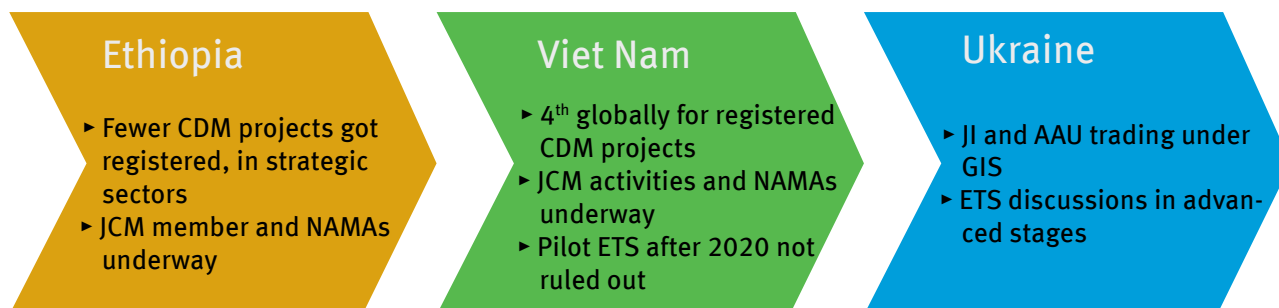 Ethiopia
▸ Fewer CDM projects got
registered, in strategic
sectors
▸ JCM member and NAMAs
underway
Viet Nam
▸ 4th globally for registered
CDM projects
▸ JCM activities and NAMAs
underway
▸ Pilot ETS after 2020 not
ruled out
Ukraine
▸ JI and AAU trading under
GIS
▸ ETS discussions in advan-
ced stages